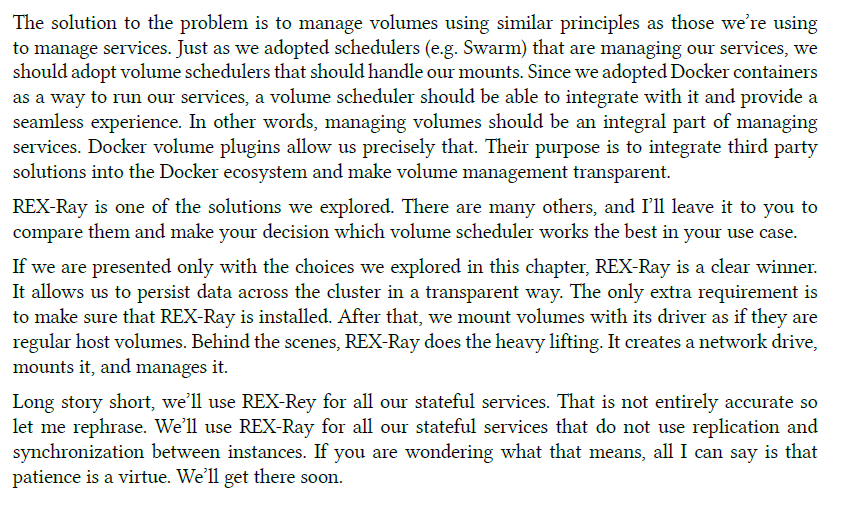 The solution to the problem is to manage volumes using similar principles as those we're using
to manage services. Just as we adopted schedulers (e.g. Swarm) that are managing our services, we
should adopt volume schedulers that should handle our mounts. Since we adopted Docker containers
as a way to run our services, a volume scheduler should be able to integrate with it and provide a
seamless experience. In other words, managing volumes should be an integral part of managing
services. Docker volume plugins allow us precisely that. Their purpose is to integrate third party
solutions into the Docker ecosystem and make volume management transparent.
REX-Ray is one of the solutions we explored. There are many others, and I'll leave it to you to
compare them and make your decision which volume scheduler works the best in your use case.
If we are presented only with the choices we explored in this chapter, REX-Ray is a clear winner.
It allows us to persist data across the cluster in a transparent way. The only extra requirement is
to make sure that REX-Ray is installed. After that, we mount volumes with its driver as if they are
regular host volumes. Behind the scenes, REX-Ray does the heavy lifting. It creates a network drive,
mounts it, and manages it.
Long story short, we'll use REX-Rey for all our stateful services. That is not entirely accurate so
let me rephrase. We'll use REX-Ray for all our stateful services that do not use replication and
synchronization between instances. If you are wondering what that means, all I can say is that
patience is a virtue. We'll get there soon.